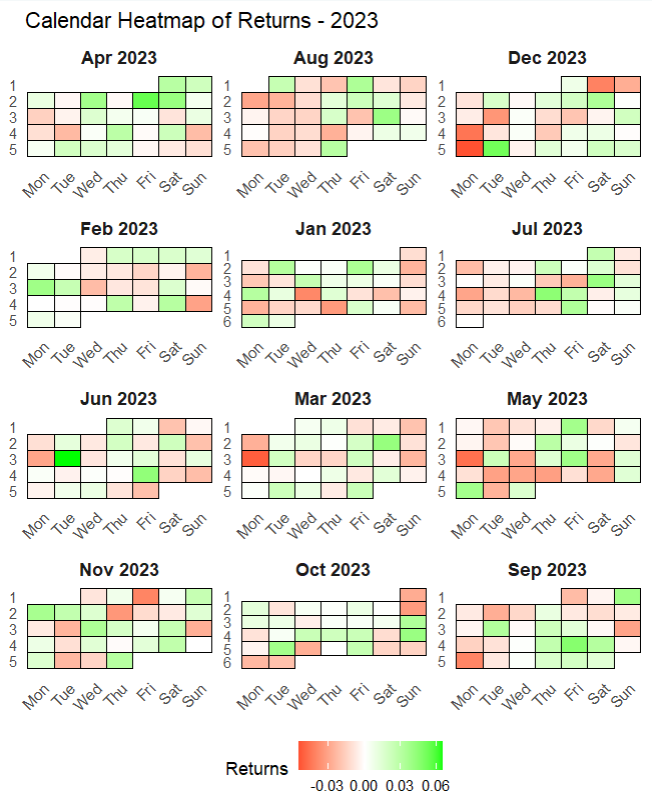 Calendar Heatmap of Returns - 2023
Apr 2023 Aug 2023 Dec 2023
1 1 1
2 2 2
3 3 3
4 4 4
5 5 5
Mon Tue Wed Thu Fri Sat Sun Mon Tue Wed Thu Fri Sat Sun Mon Tue Wed Thu Fri Sat Sun
Feb 2023 Jan 2023 Jul 2023
1 1 1
2 2 2
3 3 3
4 4 4
5 5 5
6 6
Mon Tue Wed Thu Fri Sat Sun Mon Tue Wed Thu Fri Sat Sun Mon Tue Wed Thu Fri Sat Sun
Jun 2023 Mar 2023 May 2023
1 1 1
2 2 2
3 3 3
4 4 4
5 5 5
Mon Tue Wed Thu Fri Sat Sun Mon Tue Wed Thu Fri Sat Sun Mon Tue Wed Thu Fri Sat Sun
Nov 2023 Oct 2023 Sep 2023
1 1 1
2 2 2
3 3 3
4 4 4
5 5 5
6
Mon Tue Wed Thu Fri Sat Sun Mon Tue Wed Thu Fri Sat Sun Mon Tue Wed Thu Fri Sat Sun
Returns
-0.03 0.00 0.03 0.06